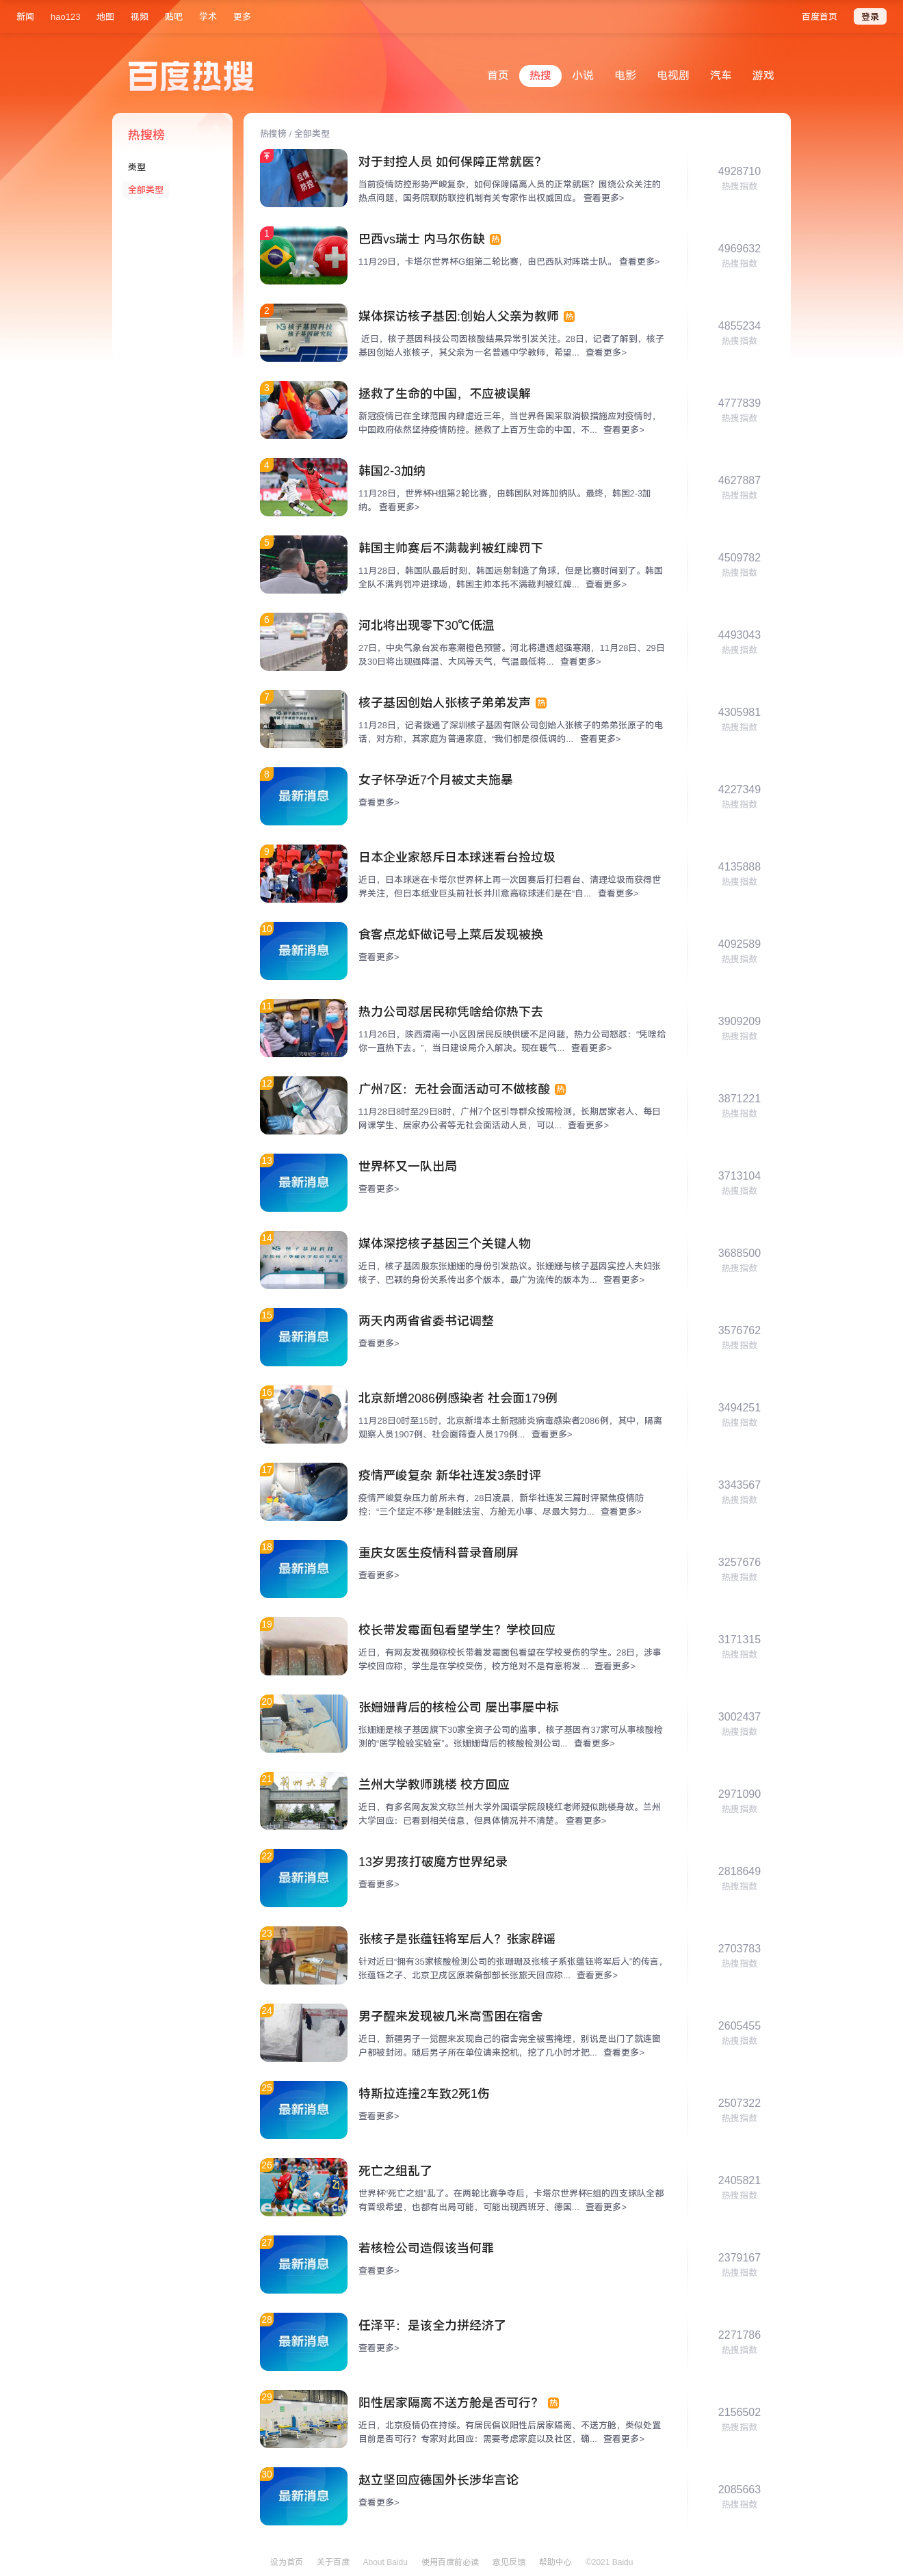 新闻 hao123 地图 视频 贴吧 学术 更多 百度首页 登录
百度热搜
首页 热搜 小说 电影 电视剧 汽车 游戏
热搜榜
类型
全部类型
热搜榜 / 全部类型
对于封控人员 如何保障正常就医？
当前疫情防控形势严峻复杂，如何保障隔离人员的正常就医？围绕公众关注的
热点问题，国务院联防联控机制有关专家作出权威回应。 查看更多>
4928710
热搜指数
1
巴西vs瑞士 内马尔伤缺 热
11月29日，卡塔尔世界杯G组第二轮比赛，由巴西队对阵瑞士队。 查看更多>
4969632
热搜指数
2
媒体探访核子基因:创始人父亲为教师 热
近日，核子基因科技公司因核酸结果异常引发关注。28日，记者了解到，核子
基因创始人张核子，其父亲为一名普通中学教师，希望... 查看更多>
4855234
热搜指数
3
拯救了生命的中国，不应被误解
新冠疫情已在全球范围内肆虐近三年，当世界各国采取消极措施应对疫情时，
中国政府依然坚持疫情防控。拯救了上百万生命的中国，不... 查看更多>
4777839
热搜指数
4
韩国2-3加纳
11月28日，世界杯H组第2轮比赛，由韩国队对阵加纳队。最终，韩国2-3加
纳。 查看更多>
4627887
热搜指数
5
韩国主帅赛后不满裁判被红牌罚下
11月28日，韩国队最后时刻，韩国远射制造了角球，但是比赛时间到了。韩国
全队不满判罚冲进球场，韩国主帅本托不满裁判被红牌... 查看更多>
4509782
热搜指数
6
河北将出现零下30℃低温
27日，中央气象台发布寒潮橙色预警。河北将遭遇超强寒潮，11月28日、29日
及30日将出现强降温、大风等天气，气温最低将... 查看更多>
4493043
热搜指数
7
核子基因创始人张核子弟弟发声 热
11月28日，记者拨通了深圳核子基因有限公司创始人张核子的弟弟张原子的电
话，对方称，其家庭为普通家庭，“我们都是很低调的... 查看更多>
4305981
热搜指数
8
最新消息
女子怀孕近7个月被丈夫施暴
查看更多>
4227349
热搜指数
9
日本企业家怒斥日本球迷看台捡垃圾
近日，日本球迷在卡塔尔世界杯上再一次因赛后打扫看台、清理垃圾而获得世
界关注，但日本纸业巨头前社长井川意高称球迷们是在“自... 查看更多>
4135888
热搜指数
10
最新消息
食客点龙虾做记号上菜后发现被换
查看更多>
4092589
热搜指数
11
热力公司怼居民称凭啥给你热下去
11月26日，陕西渭南一小区因居民反映供暖不足问题，热力公司怒怼：“凭啥给
你一直热下去。”，当日建设局介入解决。现在暖气... 查看更多>
3909209
热搜指数
12
广州7区：无社会面活动可不做核酸 热
11月28日8时至29日8时，广州7个区引导群众按需检测，长期居家老人、每日
网课学生、居家办公者等无社会面活动人员，可以... 查看更多>
3871221
热搜指数
13
最新消息
世界杯又一队出局
查看更多>
3713104
热搜指数
14
媒体深挖核子基因三个关键人物
近日，核子基因股东张姗姗的身份引发热议。张姗姗与核子基因实控人夫妇张
核子、巴颖的身份关系传出多个版本，最广为流传的版本为... 查看更多>
3688500
热搜指数
15
最新消息
两天内两省省委书记调整
查看更多>
3576762
热搜指数
16
北京新增2086例感染者 社会面179例
11月28日0时至15时，北京新增本土新冠肺炎病毒感染者2086例，其中，隔离
观察人员1907例、社会面筛查人员179例... 查看更多>
3494251
热搜指数
17
疫情严峻复杂 新华社连发3条时评
疫情严峻复杂压力前所未有，28日凌晨，新华社连发三篇时评聚焦疫情防
控：“三个坚定不移”是制胜法宝、方舱无小事、尽最大努力... 查看更多>
3343567
热搜指数
18
最新消息
重庆女医生疫情科普录音刷屏
查看更多>
3257676
热搜指数
19
校长带发霉面包看望学生？学校回应
近日，有网友发视频称校长带着发霉面包看望在学校受伤的学生。28日，涉事
学校回应称，学生是在学校受伤，校方绝对不是有意将发... 查看更多>
3171315
热搜指数
20
张姗姗背后的核检公司 屡出事屡中标
张姗姗是核子基因旗下30家全资子公司的监事，核子基因有37家可从事核酸检
测的“医学检验实验室”。张姗姗背后的核酸检测公司... 查看更多>
3002437
热搜指数
21
兰州大学教师跳楼 校方回应
近日，有多名网友发文称兰州大学外国语学院段晓红老师疑似跳楼身故。兰州
大学回应：已看到相关信息，但具体情况并不清楚。 查看更多>
2971090
热搜指数
22
最新消息
13岁男孩打破魔方世界纪录
查看更多>
2818649
热搜指数
23
张核子是张蕴钰将军后人？张家辟谣
针对近日“拥有35家核酸检测公司的张珊珊及张核子系张蕴钰将军后人”的传言，
张蕴钰之子、北京卫戍区原装备部部长张旅天回应称... 查看更多>
2703783
热搜指数
24
男子醒来发现被几米高雪困在宿舍
近日，新疆男子一觉醒来发现自己的宿舍完全被雪掩埋，别说是出门了就连窗
户都被封闭。随后男子所在单位请来挖机，挖了几小时才把... 查看更多>
2605455
热搜指数
25
最新消息
特斯拉连撞2车致2死1伤
查看更多>
2507322
热搜指数
26
死亡之组乱了
世界杯“死亡之组”乱了。在两轮比赛争夺后，卡塔尔世界杯E组的四支球队全都
有晋级希望，也都有出局可能，可能出现西班牙、德国... 查看更多>
2405821
热搜指数
27
最新消息
若核检公司造假该当何罪
查看更多>
2379167
热搜指数
28
最新消息
任泽平：是该全力拼经济了
查看更多>
2271786
热搜指数
29
阳性居家隔离不送方舱是否可行？ 热
近日，北京疫情仍在持续。有居民倡议阳性后居家隔离、不送方舱，类似处置
目前是否可行？专家对此回应：需要考虑家庭以及社区，确... 查看更多>
2156502
热搜指数
30
最新消息
赵立坚回应德国外长涉华言论
查看更多>
2085663
热搜指数
设为首页 关于百度 About Baidu 使用百度前必读 意见反馈 帮助中心 ©2021 Baidu